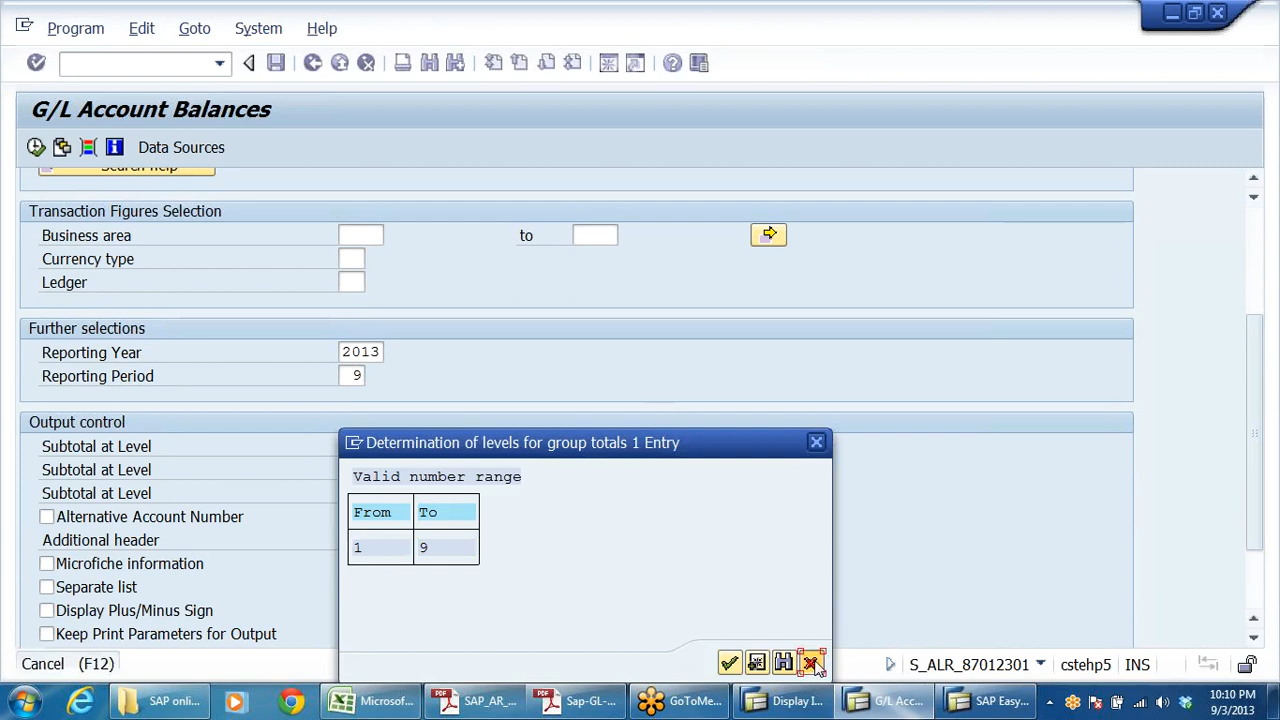 Program Edit Goto System Help
G/L Account Balances
Data Sources
Search help
Transaction Figures Selection
Business area to
Currency type
Ledger
Further selections
Reporting Year 2013
Reporting Period 9
Output control
Subtotal at Level
Subtotal at Level
Subtotal at Level
Alternative Account Number
Additional header
Microfiche information
Separate list
Display Plus/Minus Sign
Keep Print Parameters for Output
Determination of levels for group totals 1 Entry
Valid number range
From To
1 9
Cancel (F12) S_ALR_87012301 cstehp5 INS
SAP onli... Microsof... SAP_AR_... Sap-GL-... GoToMe... Display I... G/L Acc... SAP Easy... 10:10 PM
9/3/2013